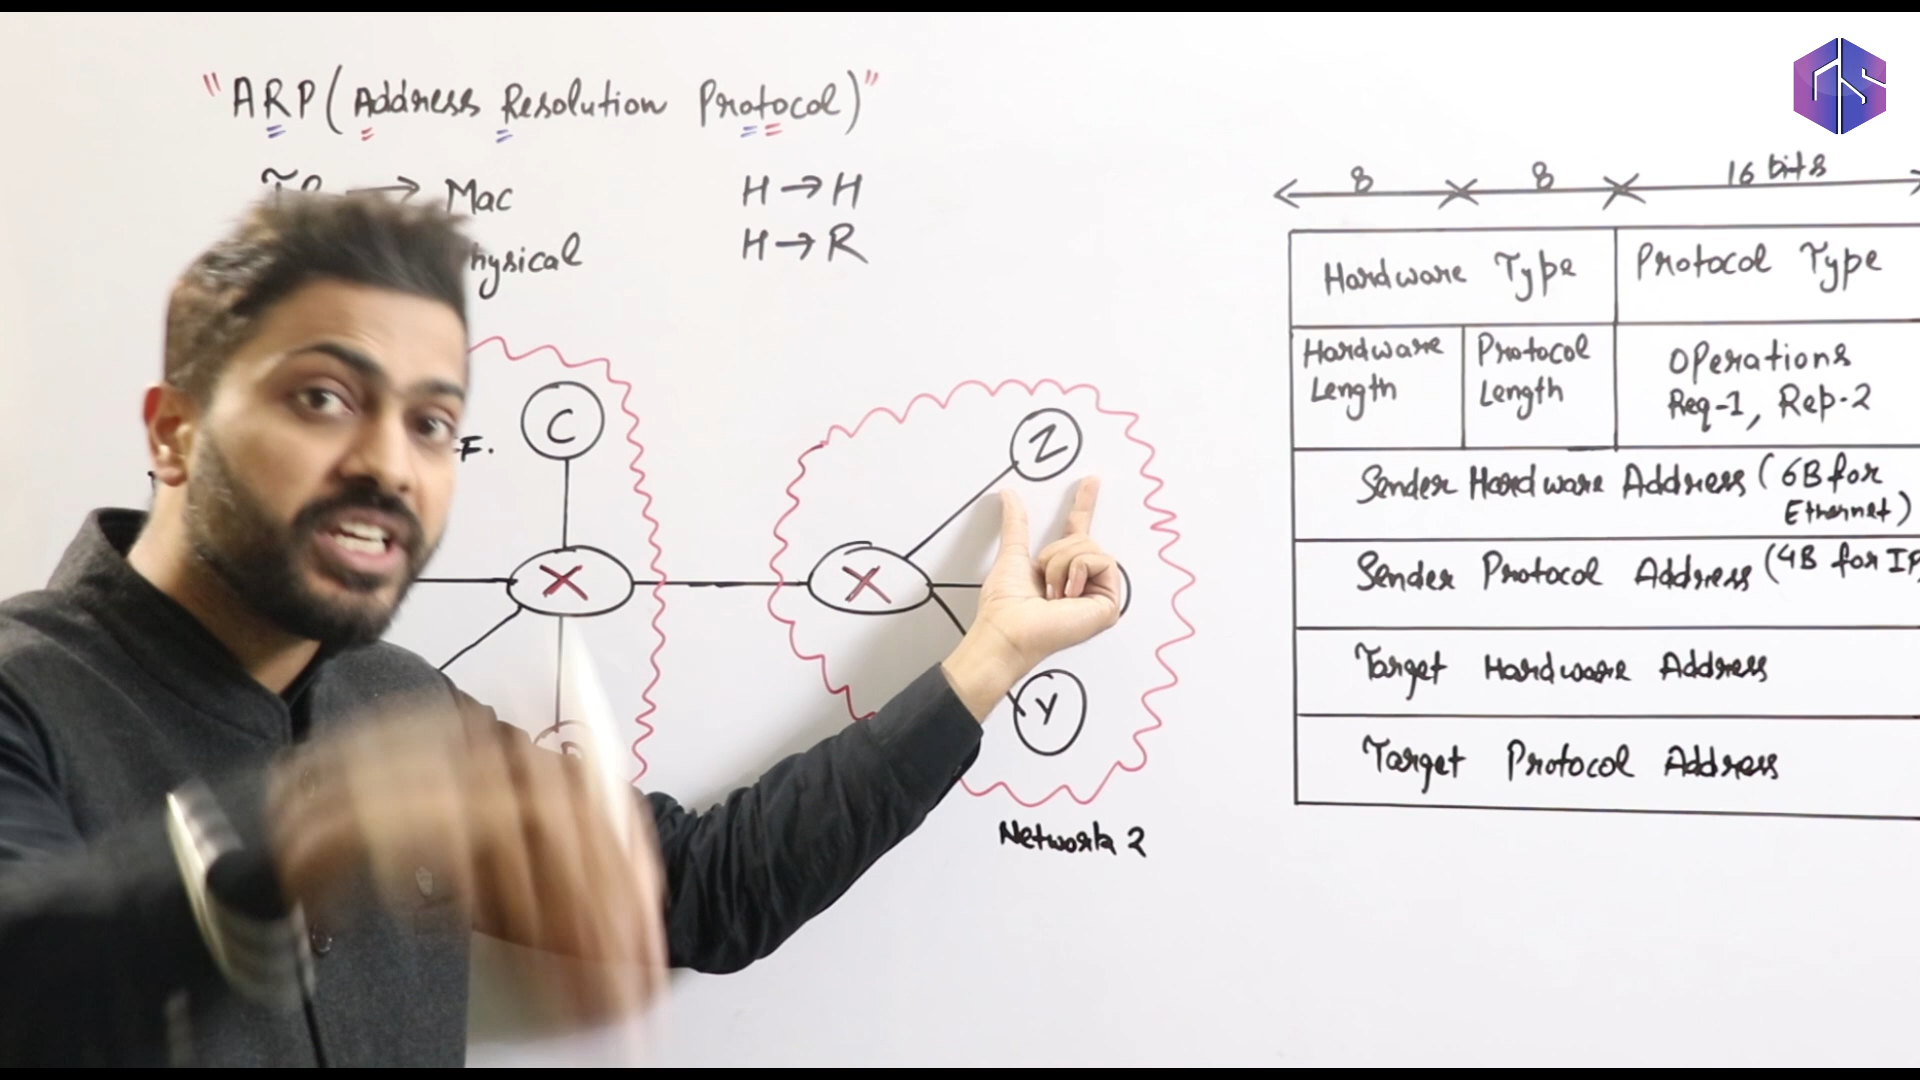 "ARP (Address Resolution Protocol)"
→ Mac
H → H
H → R
8
8
16 bits
Hardware Type
Protocol Type
Hardware Length
Protocol Length
Operations
Req-1, Rep-2
Sender Hardware Address (6B for Ethernet)
Sender Protocol Address (4B for IP
Target Hardware Address
Target Protocol Address
F.
C
X
X
Z
Y
Network 2